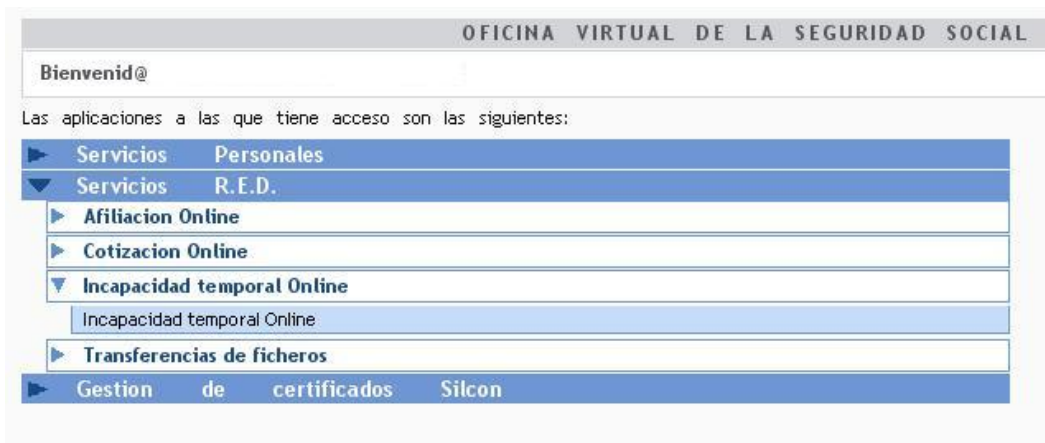 OFICINA VIRTUAL DE LA SEGURIDAD SOCIAL
Bienvenid@
Las aplicaciones a las que tiene acceso son las siguientes:
Servicios Personales
Servicios R.E.D.
Afiliacion Online
Cotizacion Online
Incapacidad temporal Online
Incapacidad temporal Online
Transferencias de ficheros
Gestion de certificados Silcon